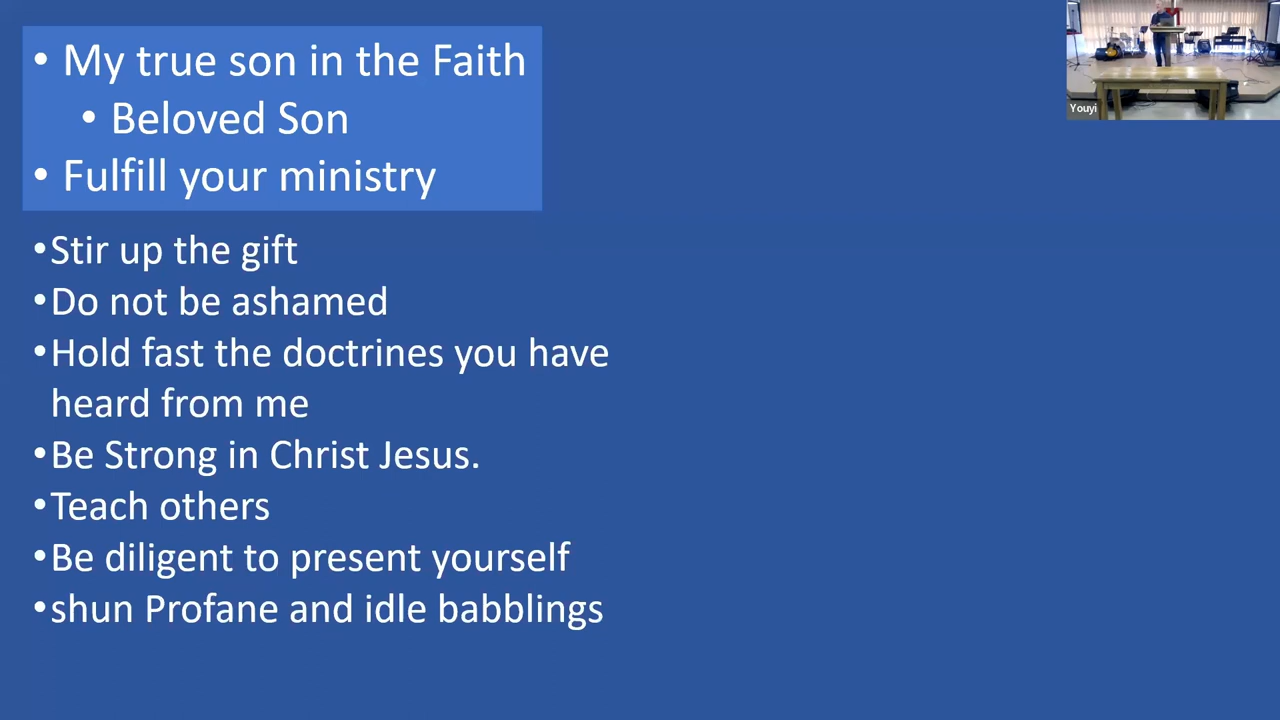 • My true son in the Faith
• Beloved Son
• Fulfill your ministry
•Stir up the gift
•Do not be ashamed
•Hold fast the doctrines you have
heard from me
•Be Strong in Christ Jesus.
•Teach others
•Be diligent to present yourself
•shun Profane and idle babblings
Youyi